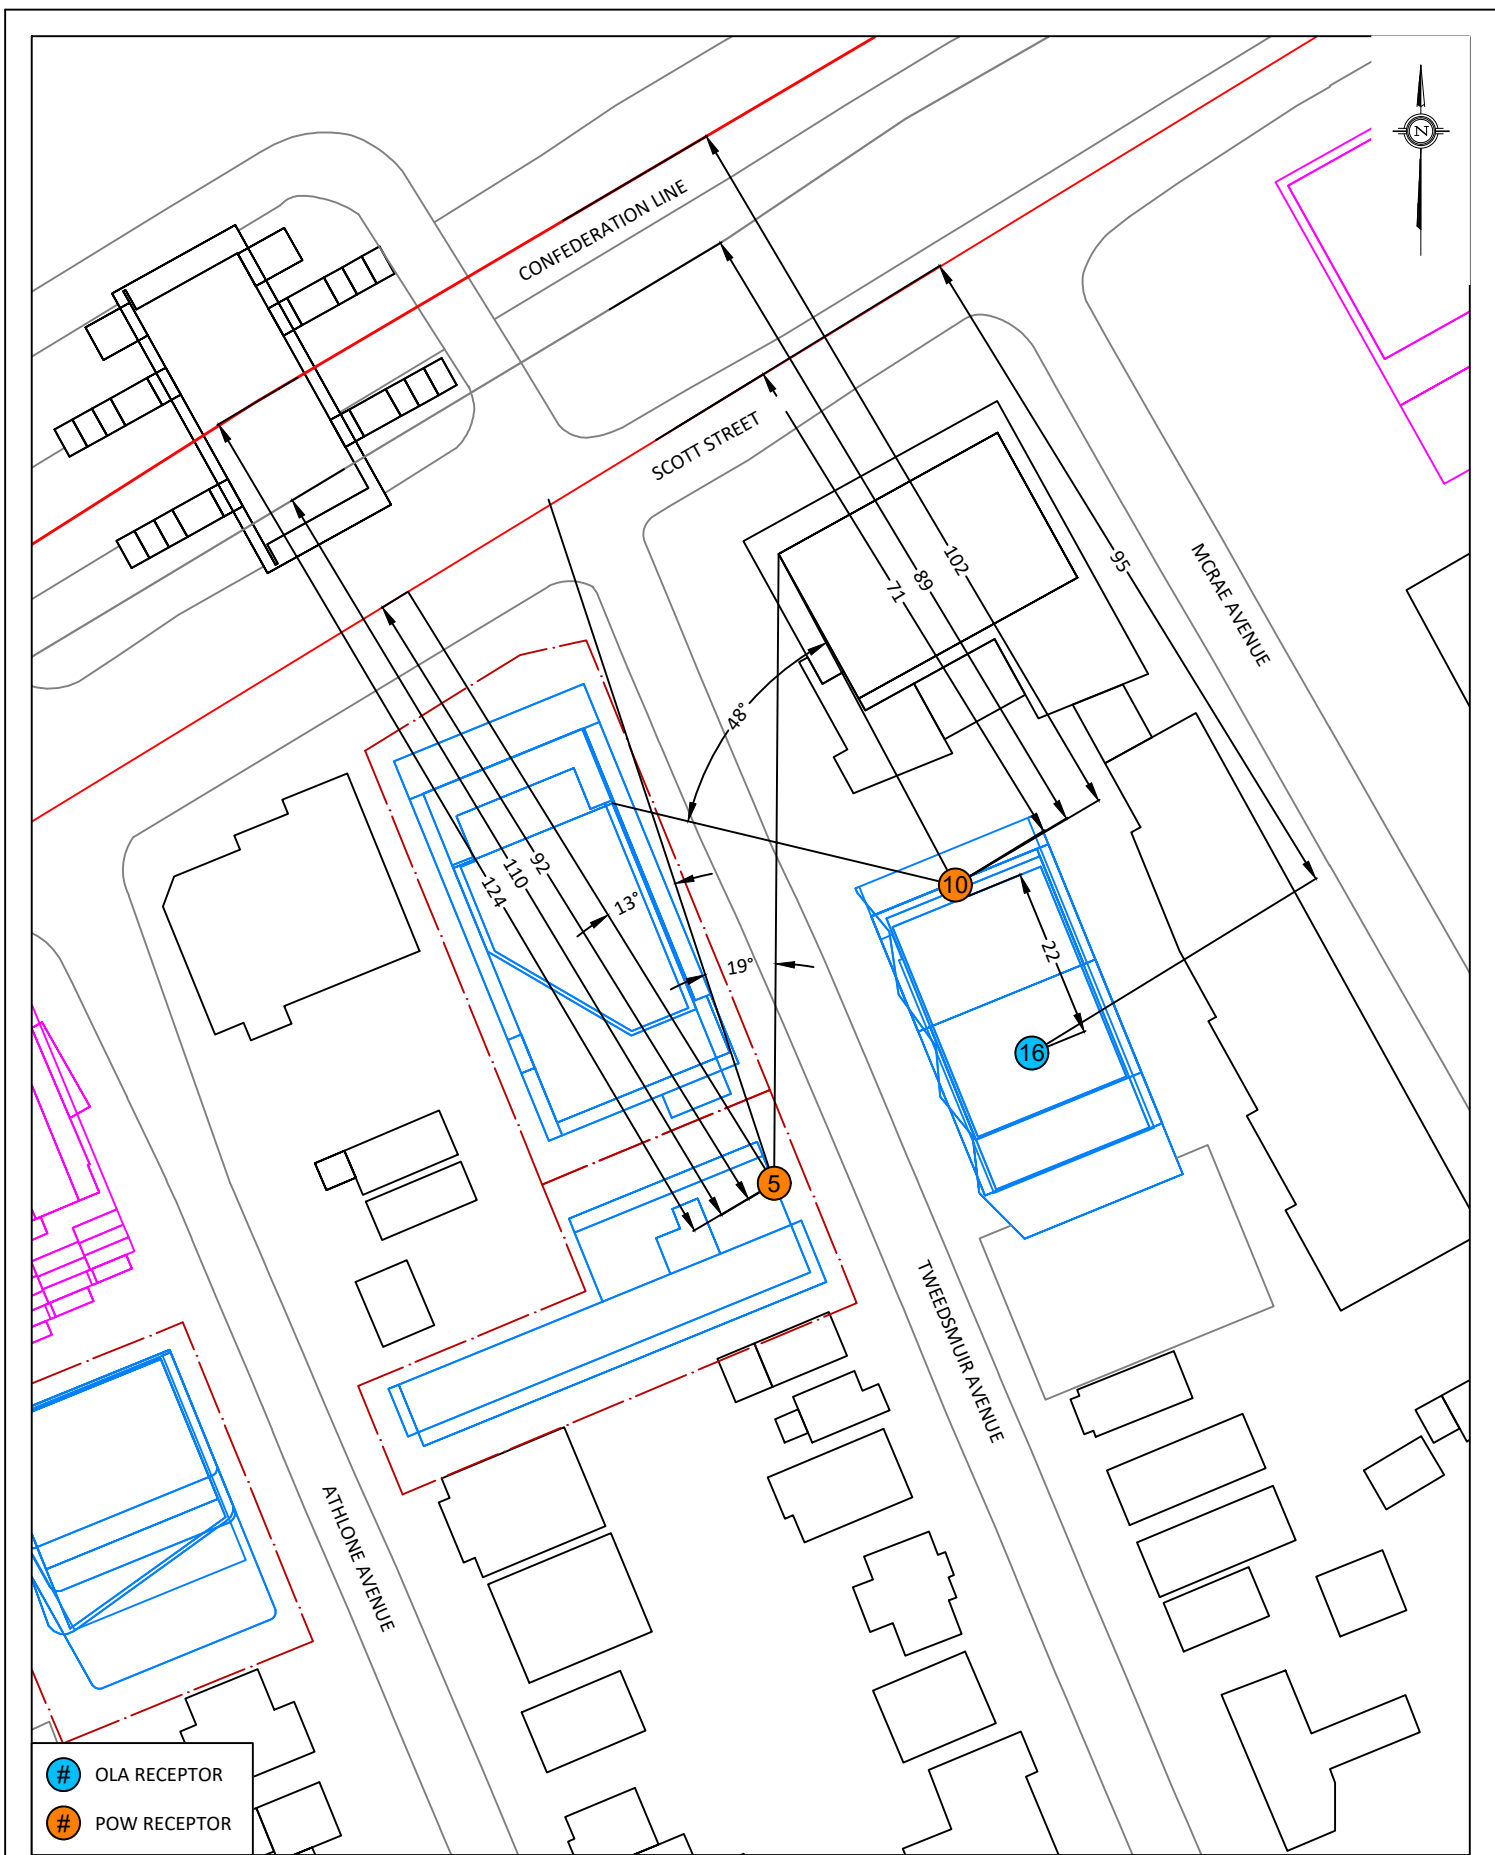 N
CONFEDERATION LINE
SCOTT STREET
MCRAE AVENUE
95
102
89
71
48°
92
110
124
13°
19°
10
22
16
5
TWEEDSMUIR AVENUE
ATHLONE AVENUE
# OLA RECEPTOR
# POW RECEPTOR